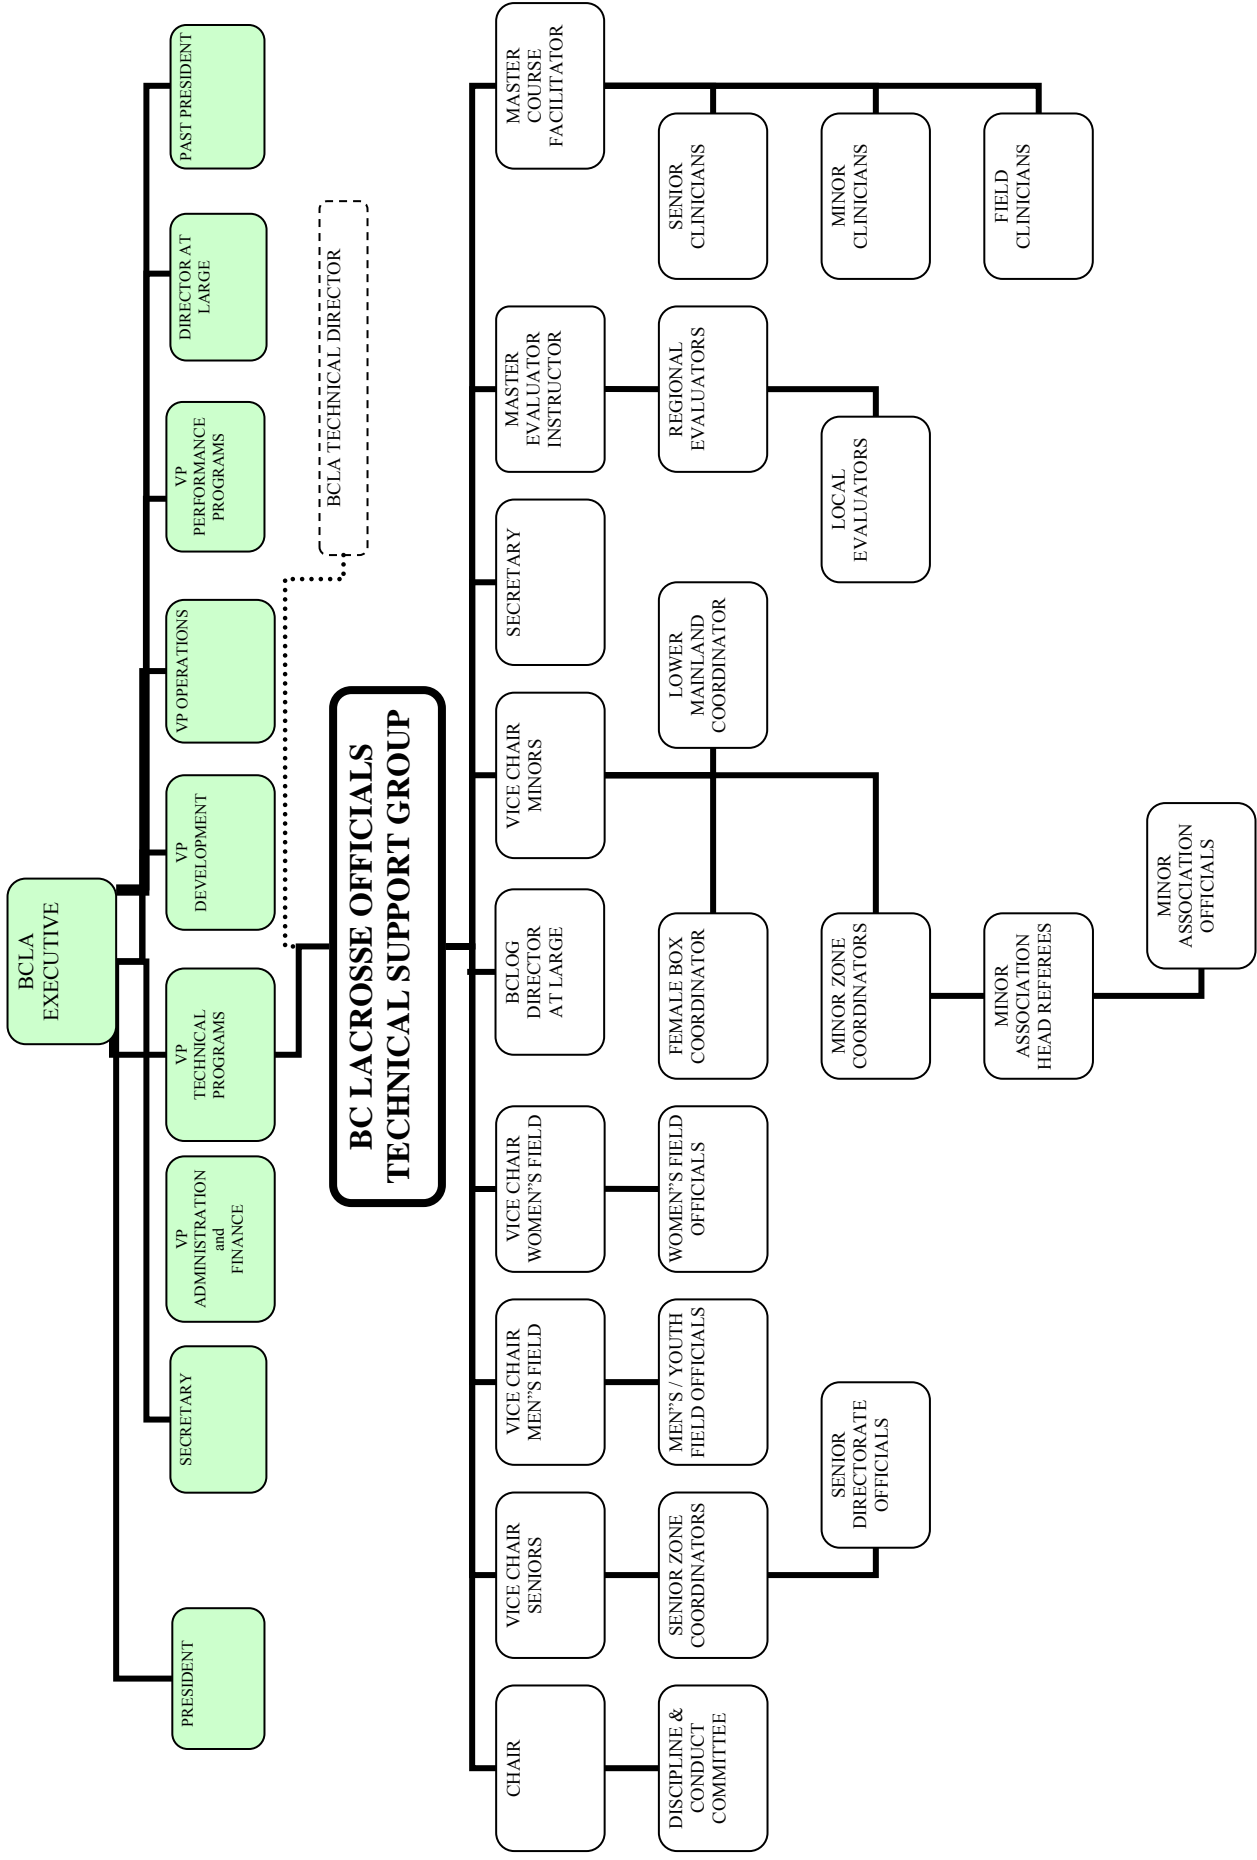 BCLA
EXECUTIVE
PRESIDENT
SECRETARY
VP
ADMINISTRATION
and
FINANCE
VP
TECHNICAL
PROGRAMS
VP
DEVELOPMENT
VP OPERATIONS
VP
PERFORMANCE
PROGRAMS
DIRECTOR AT
LARGE
PAST PRESIDENT
BCLA TECHNICAL DIRECTOR
BC LACROSSE OFFICIALS
TECHNICAL SUPPORT GROUP
CHAIR
VICE CHAIR
SENIORS
VICE CHAIR
MEN"S FIELD
VICE CHAIR
WOMEN"S FIELD
BCLOG
DIRECTOR
AT LARGE
VICE CHAIR
MINORS
SECRETARY
MASTER
EVALUATOR
INSTRUCTOR
MASTER
COURSE
FACILITATOR
DISCIPLINE &
CONDUCT
COMMITTEE
SENIOR ZONE
COORDINATORS
MEN"S / YOUTH
FIELD OFFICIALS
WOMEN"S FIELD
OFFICIALS
FEMALE BOX
COORDINATOR
LOWER
MAINLAND
COORDINATOR
REGIONAL
EVALUATORS
SENIOR
CLINICIANS
SENIOR
DIRECTORATE
OFFICIALS
MINOR ZONE
COORDINATORS
LOCAL
EVALUATORS
MINOR
CLINICIANS
MINOR
ASSOCIATION
HEAD REFEREES
FIELD
CLINICIANS
MINOR
ASSOCIATION
OFFICIALS